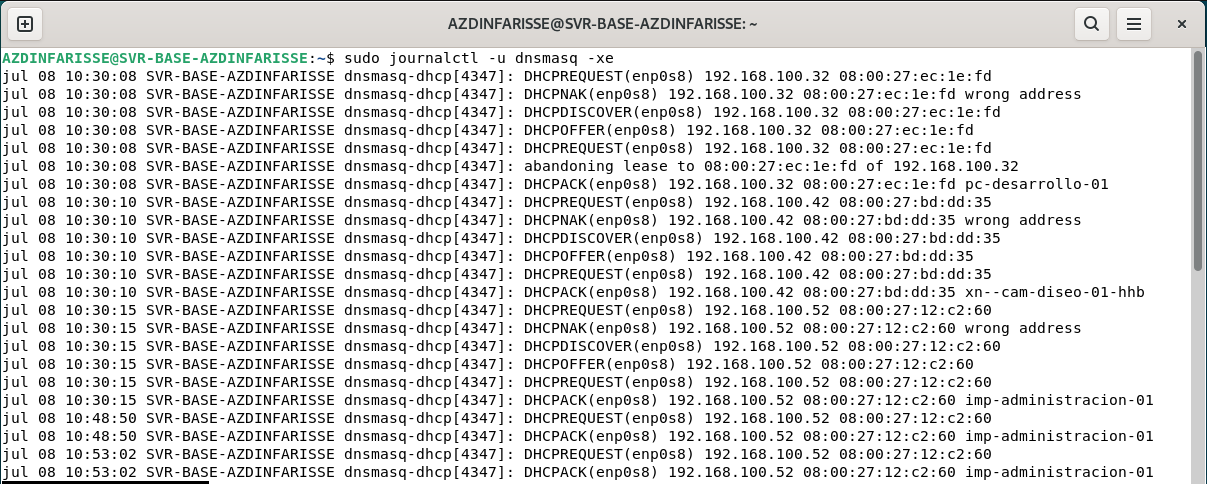 AZDINFARISSE@SVR-BASE-AZDINFARISSE: ~
AZDINFARISSE@SVR-BASE-AZDINFARISSE:~$ sudo journalctl -u dnsmasq -xe
jul 08 10:30:08 SVR-BASE-AZDINFARISSE dnsmasq-dhcp[4347]: DHCPREQUEST(enp0s8) 192.168.100.32 08:00:27:ec:1e:fd
jul 08 10:30:08 SVR-BASE-AZDINFARISSE dnsmasq-dhcp[4347]: DHCPNAK(enp0s8) 192.168.100.32 08:00:27:ec:1e:fd wrong address
jul 08 10:30:08 SVR-BASE-AZDINFARISSE dnsmasq-dhcp[4347]: DHCPDISCOVER(enp0s8) 192.168.100.32 08:00:27:ec:1e:fd
jul 08 10:30:08 SVR-BASE-AZDINFARISSE dnsmasq-dhcp[4347]: DHCPOFFER(enp0s8) 192.168.100.32 08:00:27:ec:1e:fd
jul 08 10:30:08 SVR-BASE-AZDINFARISSE dnsmasq-dhcp[4347]: DHCPREQUEST(enp0s8) 192.168.100.32 08:00:27:ec:1e:fd
jul 08 10:30:08 SVR-BASE-AZDINFARISSE dnsmasq-dhcp[4347]: abandoning lease to 08:00:27:ec:1e:fd of 192.168.100.32
jul 08 10:30:08 SVR-BASE-AZDINFARISSE dnsmasq-dhcp[4347]: DHCPACK(enp0s8) 192.168.100.32 08:00:27:ec:1e:fd pc-desarrollo-01
jul 08 10:30:10 SVR-BASE-AZDINFARISSE dnsmasq-dhcp[4347]: DHCPREQUEST(enp0s8) 192.168.100.42 08:00:27:bd:dd:35
jul 08 10:30:10 SVR-BASE-AZDINFARISSE dnsmasq-dhcp[4347]: DHCPNAK(enp0s8) 192.168.100.42 08:00:27:bd:dd:35 wrong address
jul 08 10:30:10 SVR-BASE-AZDINFARISSE dnsmasq-dhcp[4347]: DHCPDISCOVER(enp0s8) 192.168.100.42 08:00:27:bd:dd:35
jul 08 10:30:10 SVR-BASE-AZDINFARISSE dnsmasq-dhcp[4347]: DHCPOFFER(enp0s8) 192.168.100.42 08:00:27:bd:dd:35
jul 08 10:30:10 SVR-BASE-AZDINFARISSE dnsmasq-dhcp[4347]: DHCPREQUEST(enp0s8) 192.168.100.42 08:00:27:bd:dd:35
jul 08 10:30:10 SVR-BASE-AZDINFARISSE dnsmasq-dhcp[4347]: DHCPACK(enp0s8) 192.168.100.42 08:00:27:bd:dd:35 xn--cam-diseo-01-hhb
jul 08 10:30:15 SVR-BASE-AZDINFARISSE dnsmasq-dhcp[4347]: DHCPREQUEST(enp0s8) 192.168.100.52 08:00:27:12:c2:60
jul 08 10:30:15 SVR-BASE-AZDINFARISSE dnsmasq-dhcp[4347]: DHCPNAK(enp0s8) 192.168.100.52 08:00:27:12:c2:60 wrong address
jul 08 10:30:15 SVR-BASE-AZDINFARISSE dnsmasq-dhcp[4347]: DHCPDISCOVER(enp0s8) 192.168.100.52 08:00:27:12:c2:60
jul 08 10:30:15 SVR-BASE-AZDINFARISSE dnsmasq-dhcp[4347]: DHCPOFFER(enp0s8) 192.168.100.52 08:00:27:12:c2:60
jul 08 10:30:15 SVR-BASE-AZDINFARISSE dnsmasq-dhcp[4347]: DHCPREQUEST(enp0s8) 192.168.100.52 08:00:27:12:c2:60
jul 08 10:30:15 SVR-BASE-AZDINFARISSE dnsmasq-dhcp[4347]: DHCPACK(enp0s8) 192.168.100.52 08:00:27:12:c2:60 imp-administracion-01
jul 08 10:48:50 SVR-BASE-AZDINFARISSE dnsmasq-dhcp[4347]: DHCPREQUEST(enp0s8) 192.168.100.52 08:00:27:12:c2:60
jul 08 10:48:50 SVR-BASE-AZDINFARISSE dnsmasq-dhcp[4347]: DHCPACK(enp0s8) 192.168.100.52 08:00:27:12:c2:60 imp-administracion-01
jul 08 10:53:02 SVR-BASE-AZDINFARISSE dnsmasq-dhcp[4347]: DHCPREQUEST(enp0s8) 192.168.100.52 08:00:27:12:c2:60
jul 08 10:53:02 SVR-BASE-AZDINFARISSE dnsmasq-dhcp[4347]: DHCPACK(enp0s8) 192.168.100.52 08:00:27:12:c2:60 imp-administracion-01